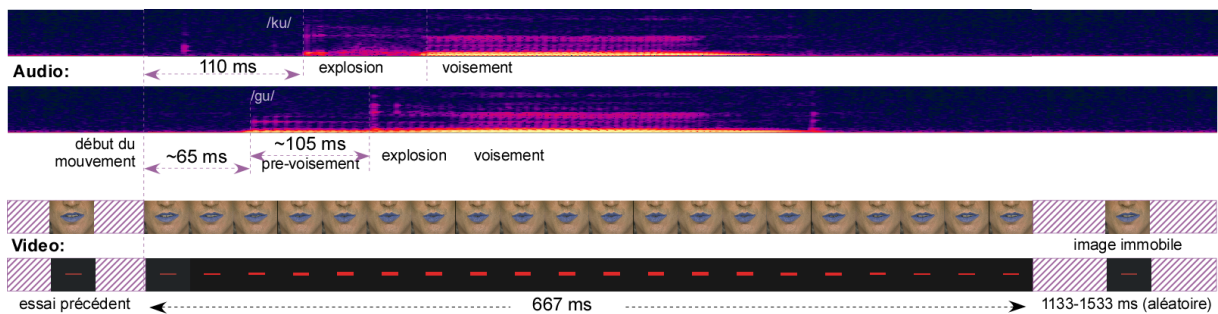 /ku/
110 ms
explosion
voisement
Audio:
/gu/
début du
mouvement
~65 ms
~105 ms
pre-voisement
explosion
voisement
Video:
image immobile
essai précédent
667 ms
1133-1533 ms (aléatoire)